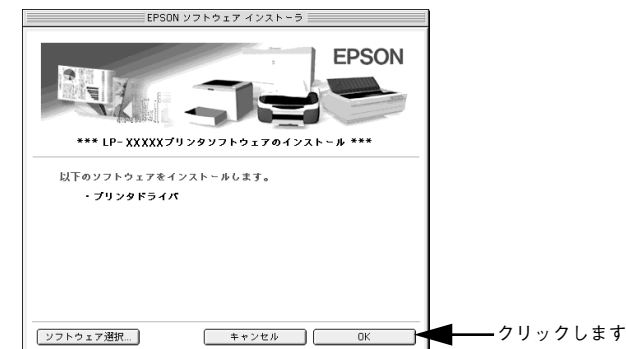 EPSON ソフトウェア インストーラ
EPSON
*** LP-XXXXXプリンタソフトウェアのインストール ***
以下のソフトウェアをインストールします。
・プリンタドライバ
ソフトウェア選択... キャンセル OK クリックします